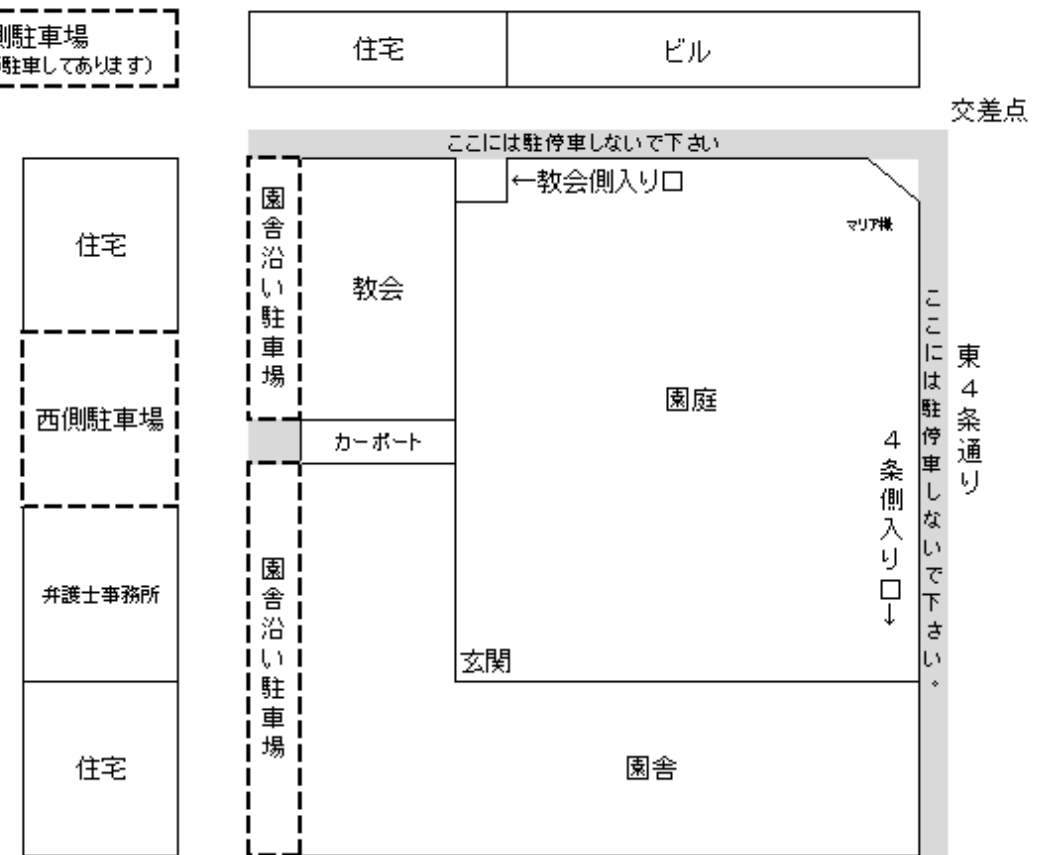 側駐車場
駐車してあります)
住宅
ビル
交差点
ここには駐停車しないで下さい
←教会側入り口
マリア様
住宅
園舎沿い駐車場
教会
園庭
ここには駐停車しないで下さい。
東4条通り
西側駐車場
カーポート
4条側入り口→
弁護士事務所
園舎沿い駐車場
玄関
住宅
園舎